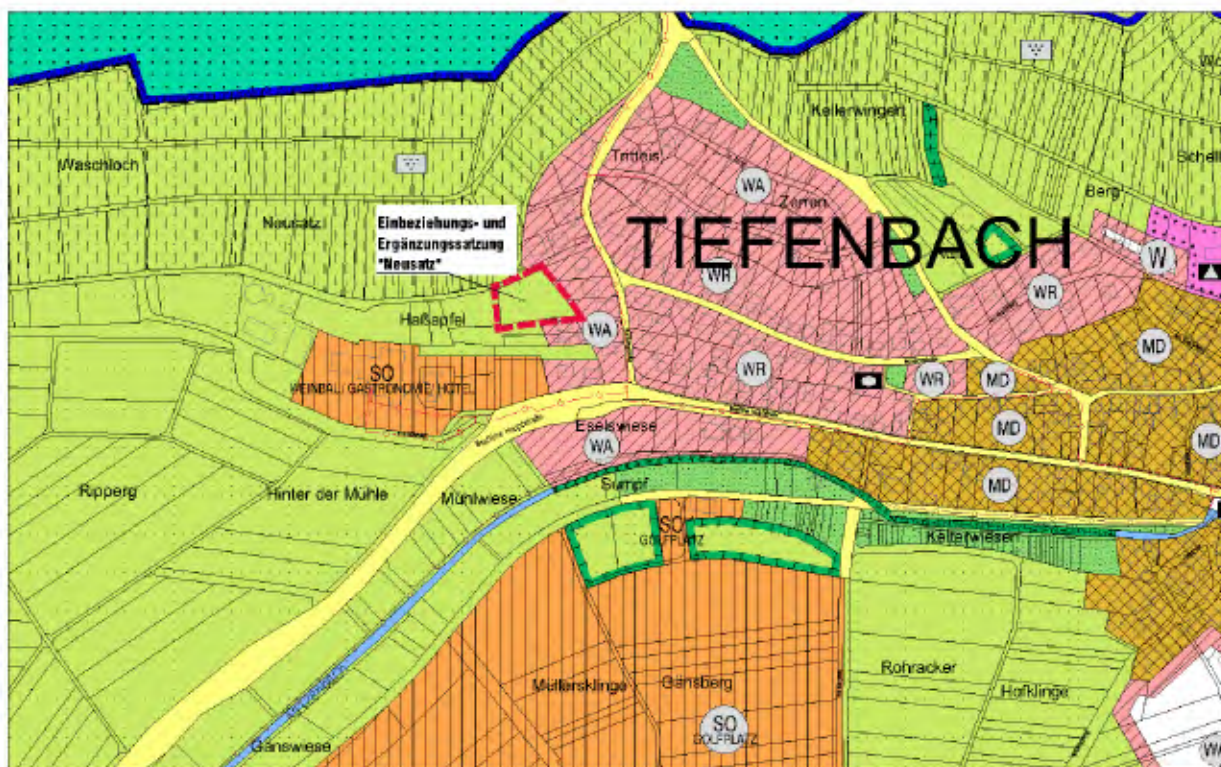 Kellerwingert
Waschloch
Trittels
Schell
Berg
WA
Zerren
Neusatz
Einbeziehungs- und
Ergänzungssatzung
"Neusatz"
TIEFENBACH
W
WR
WR
Haßapfel
WA
MD
SO
WEINBAU/ GASTRONOMIE/ HOTEL
WR
WR
MD
MD
MD
Eselswiese
WA
Ripperg
Hinter der Mühle
Mühlwiese
Sumpf
MD
SO
GOLFPLATZ
Kelterwiesen
Rohracker
Müllersklinge
Gänsberg
Hofklinge
SO
GOLFPLATZ
Gänswiese